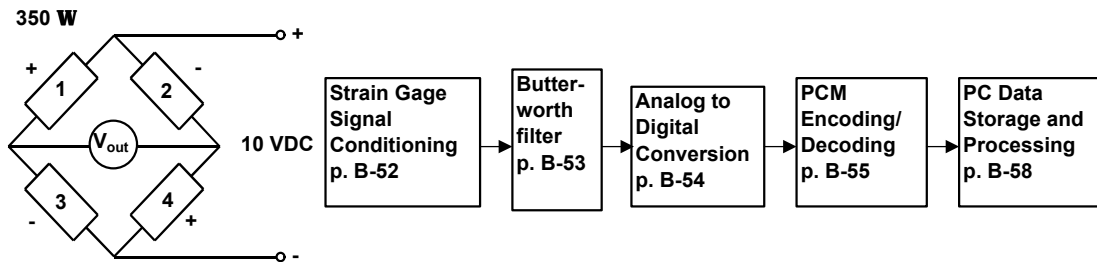 350 W
+
-
1
2
Vout
3
4
-
+
+
10 VDC
-
Strain Gage
Signal
Conditioning
p. B-52
Butter-
worth
filter
p. B-53
Analog to
Digital
Conversion
p. B-54
PCM
Encoding/
Decoding
p. B-55
PC Data
Storage and
Processing
p. B-58